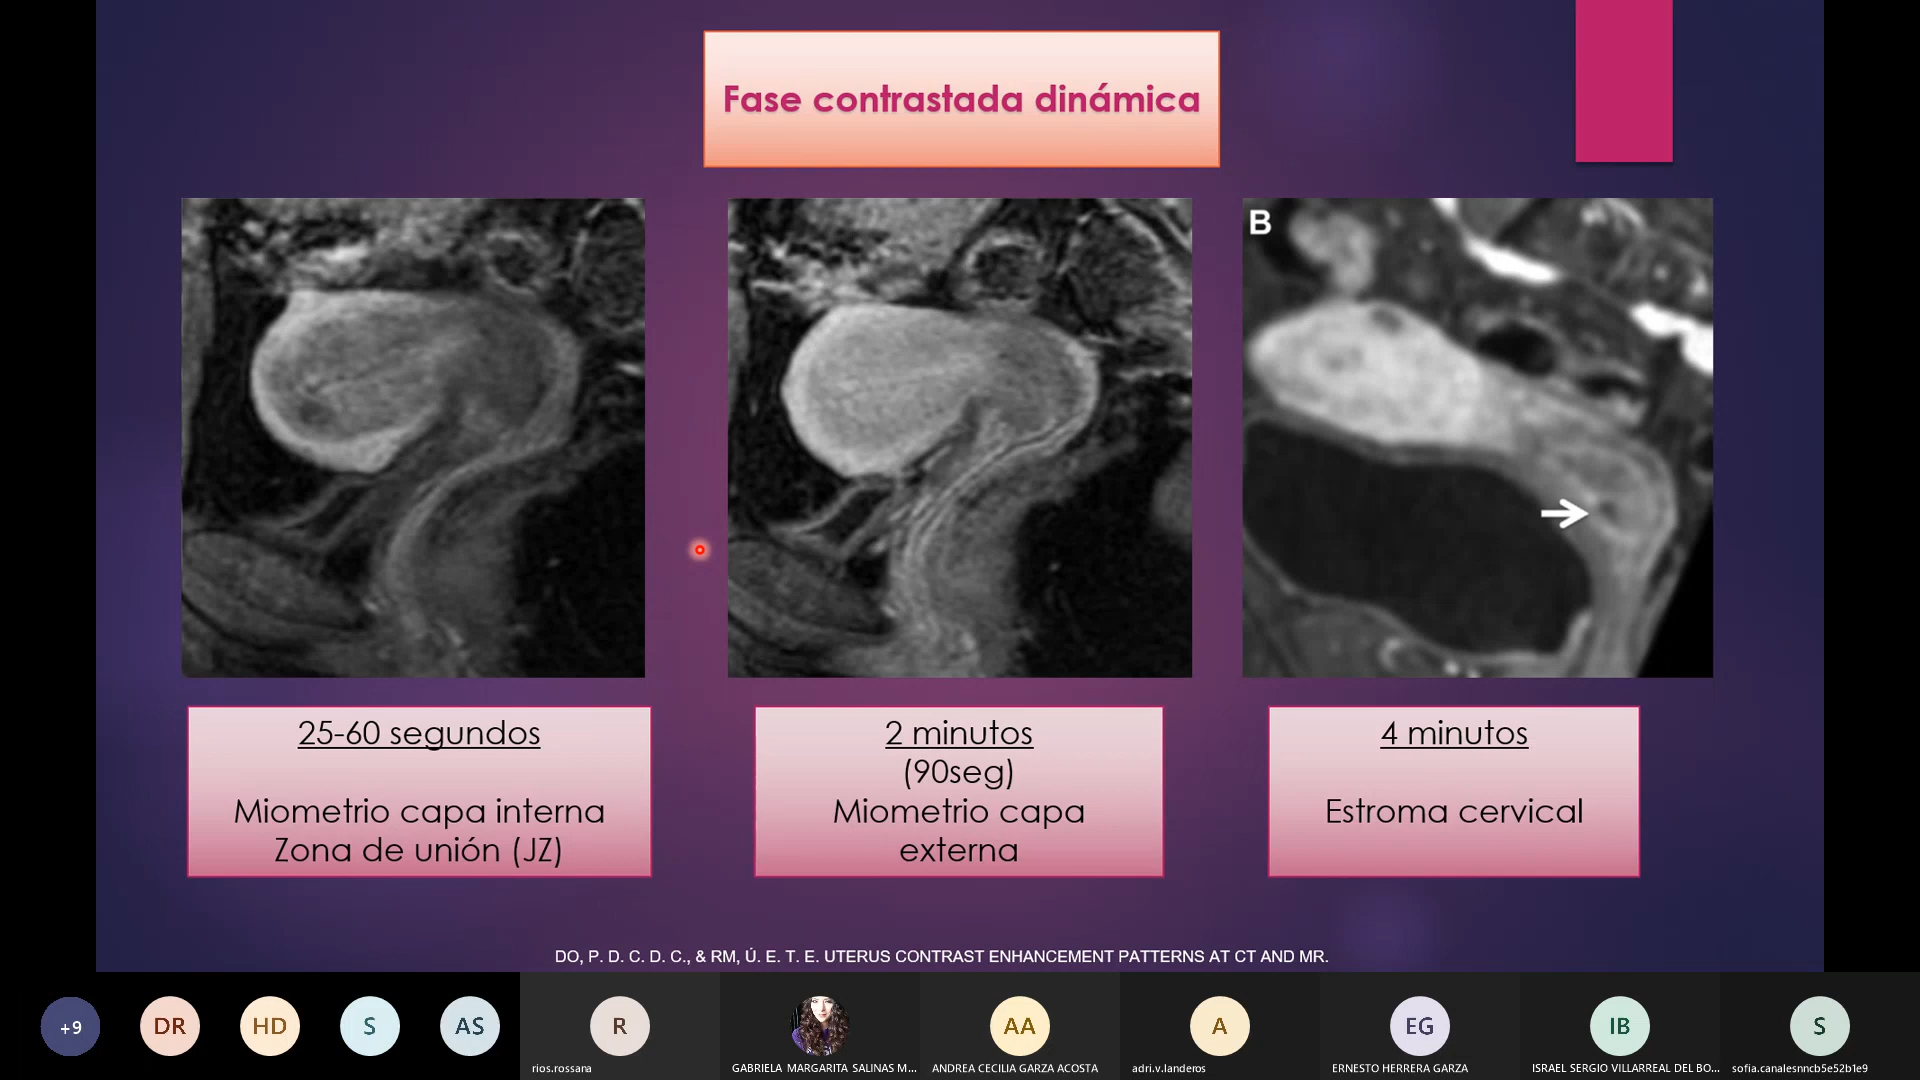 Fase contrastada dinámica
B
25-60 segundos
Miometrio capa interna
Zona de unión (JZ)
2 minutos
(90seg)
Miometrio capa
externa
4 minutos
Estroma cervical
DO, P. D. C. D. C., & RM, Ú. E. T. E. UTERUS CONTRAST ENHANCEMENT PATTERNS AT CT AND MR.
+9
DR
HD
S
AS
R
rios.rossana
GABRIELA MARGARITA SALINAS M...
AA
ANDREA CECILIA GARZA ACOSTA
A
adri.v.landeros
EG
ERNESTO HERRERA GARZA
IB
ISRAEL SERGIO VILLARREAL DEL BO...
S
sofia.canalesnncb5e52b1e9